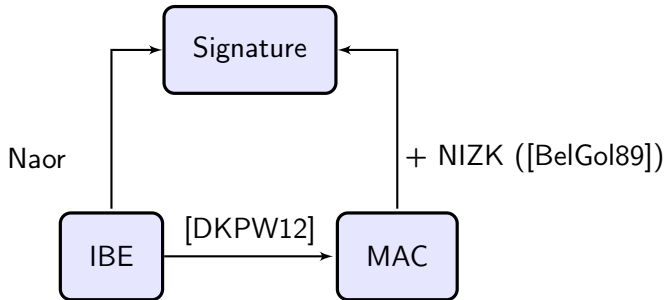 Signature
Naor
+ NIZK ([BelGol89])
[DKPW12]
IBE
MAC